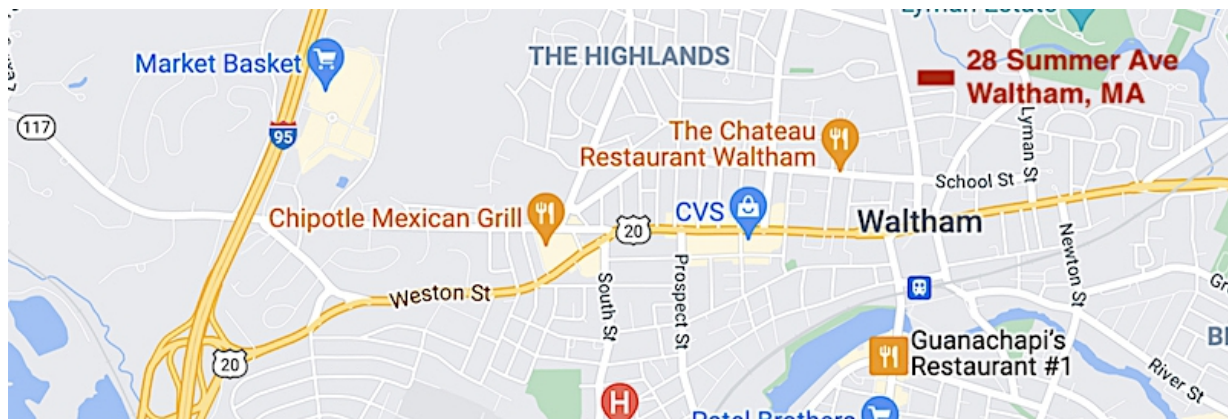 Lyman Estate
THE HIGHLANDS
28 Summer Ave
Waltham, MA
Market Basket
117
95
The Chateau
Restaurant Waltham
Lyman St
School St
Chipotle Mexican Grill
20
CVS
Waltham
Newton St
Prospect St
South St
Weston St
20
Guanachapi's
Restaurant #1
River St
H
Patel Brothers